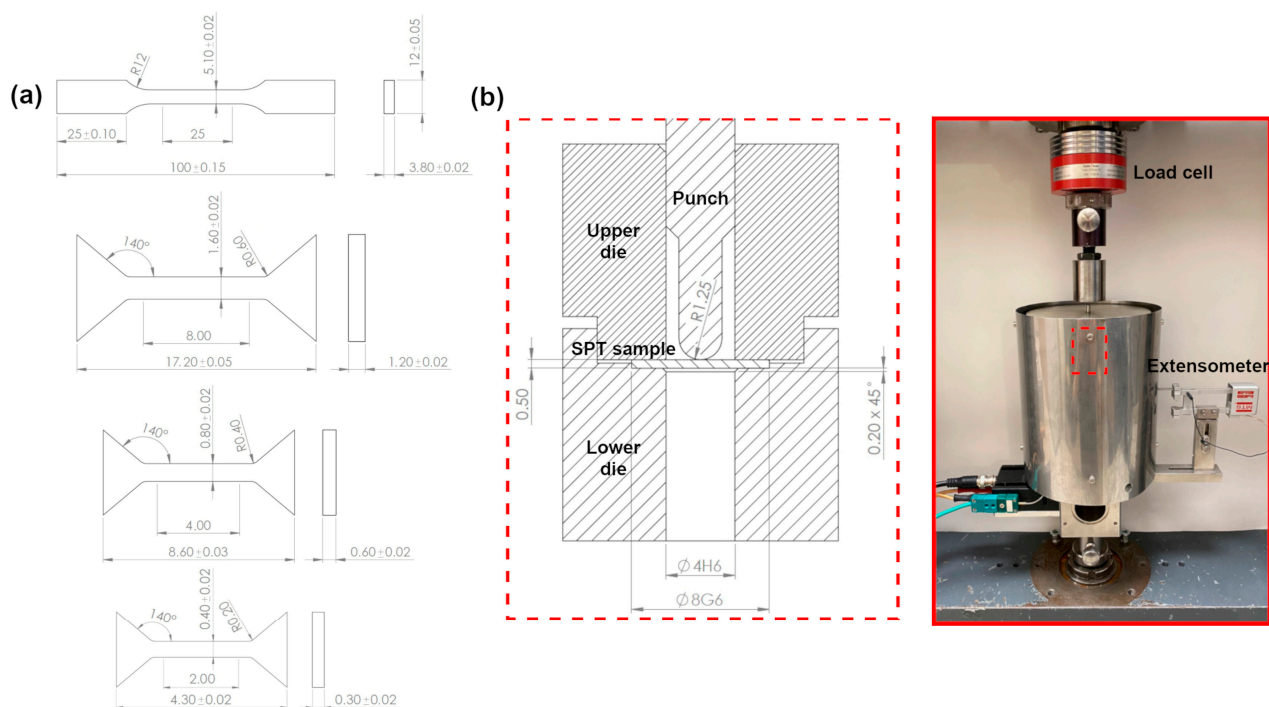 (a)
R12
5.10±0.02
12±0.05
25±0.10
25
100±0.15
3.80±0.02
140°
1.60±0.02
R0.60
8.00
17.20±0.05
1.20±0.02
140°
0.80±0.02
R0.40
4.00
8.60±0.03
0.60±0.02
140°
0.40±0.02
R0.20
2.00
4.30±0.02
0.30±0.02
(b)
Punch
Upper
die
R1.25
SPT sample
0.50
0.20 x 45°
Lower
die
Ø4H6
Ø8G6
Load cell
Extensometer